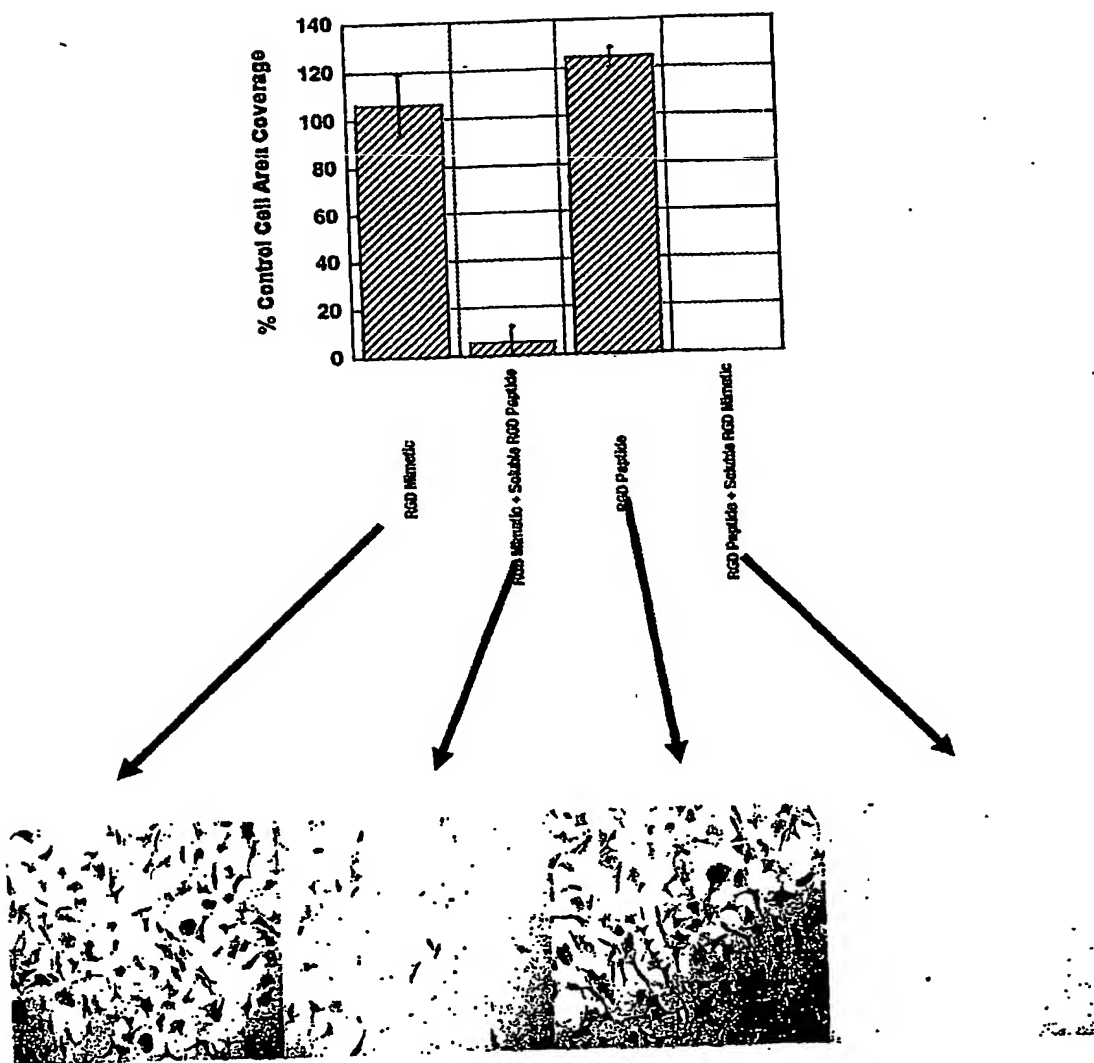 % Control Cell Area Coverage
140
120
100
80
60
40
20
0
RGD Mimetic
RGD Mimetic + Soluble RGD Peptide
RGD Peptide
RGD Peptide + Soluble RGD Mimetic